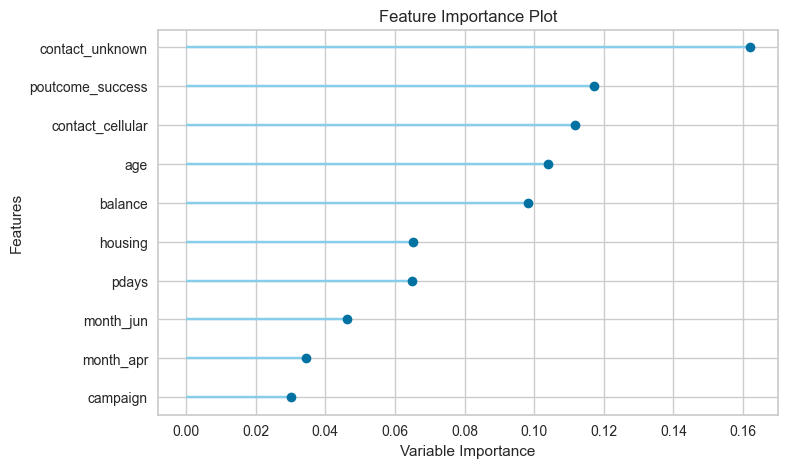 Feature Importance Plot
Features
contact_unknown
poutcome_success
contact_cellular
age
balance
housing
pdays
month_jun
month_apr
campaign
0.00 0.02 0.04 0.06 0.08 0.10 0.12 0.14 0.16
Variable Importance